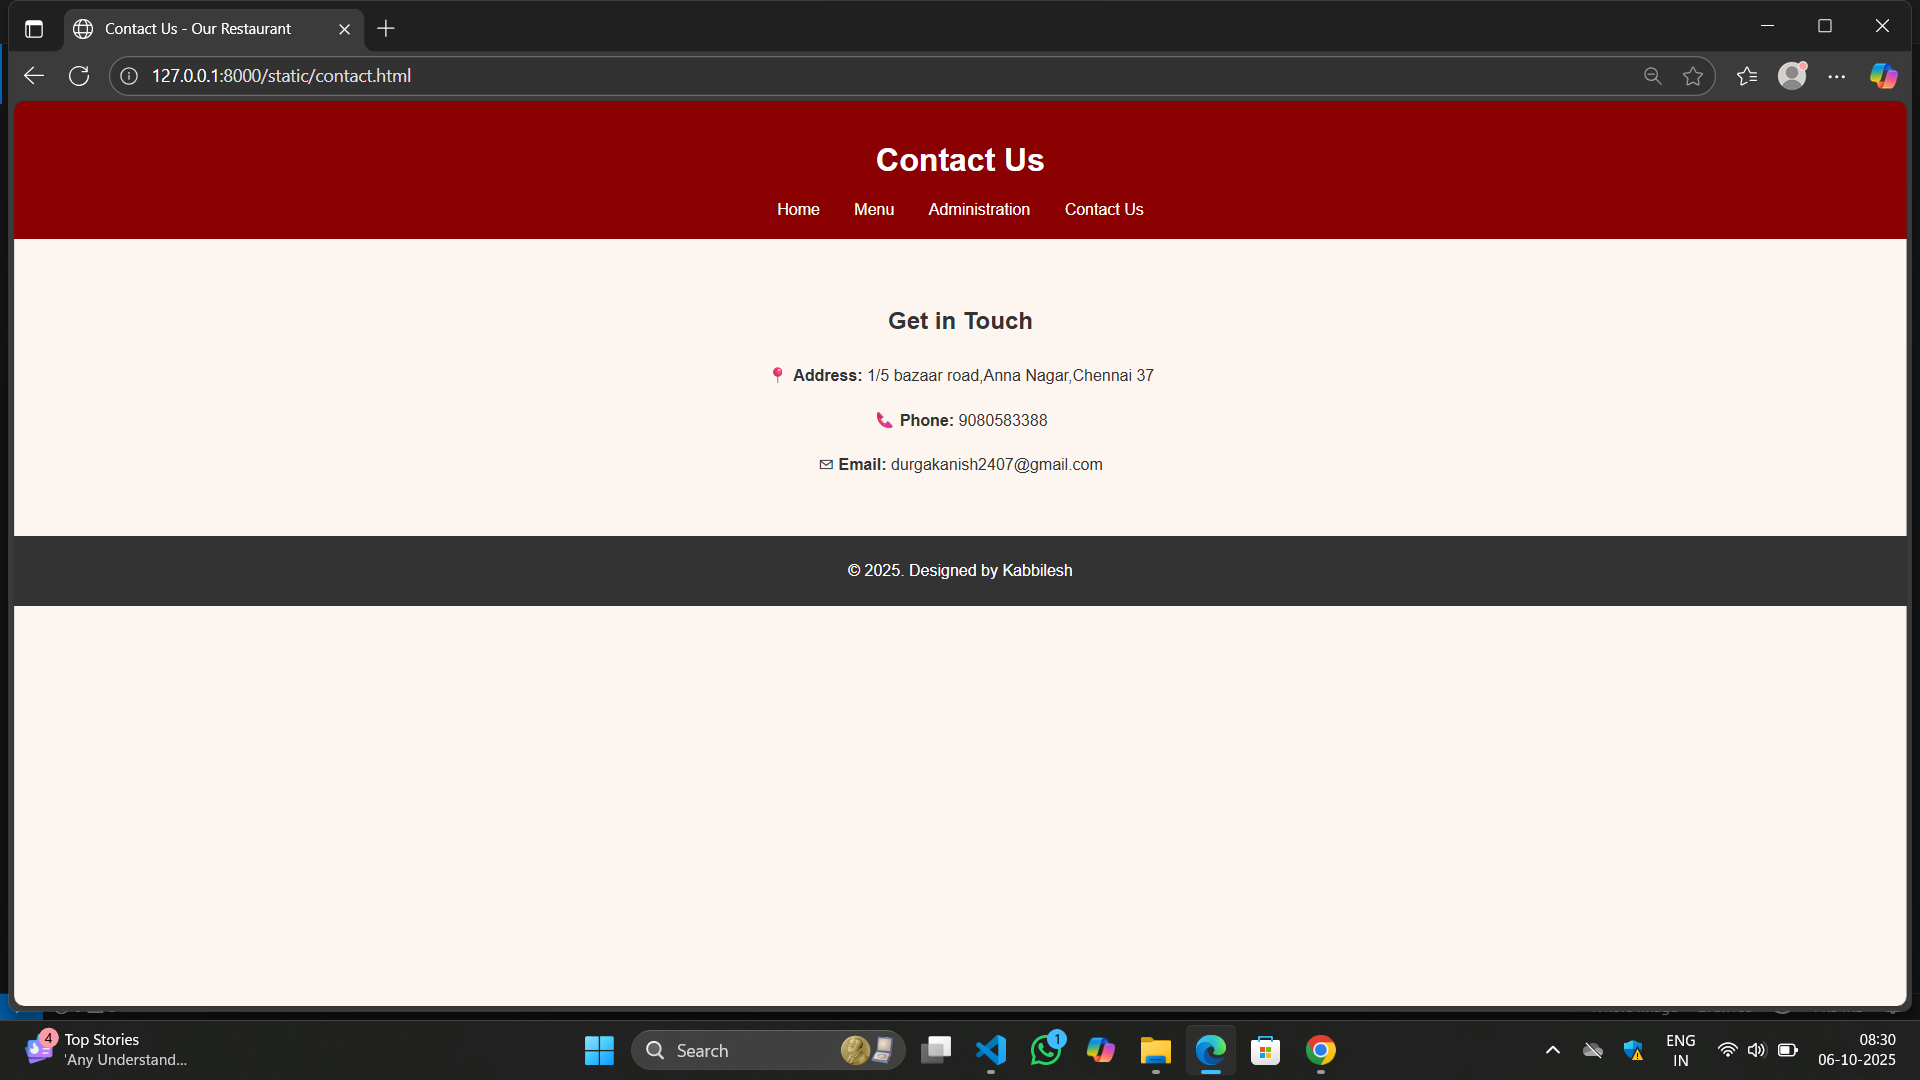 Contact Us - Our Restaurant
127.0.0.1:8000/static/contact.html
Contact Us
Home Menu Administration Contact Us
Get in Touch
Address: 1/5 bazaar road,Anna Nagar,Chennai 37
Phone: 9080583388
Email: durgakanish2407@gmail.com
© 2025. Designed by Kabbilesh
4
Top Stories
'Any Understand...
Search
1
ENG
IN
08:30
06-10-2025